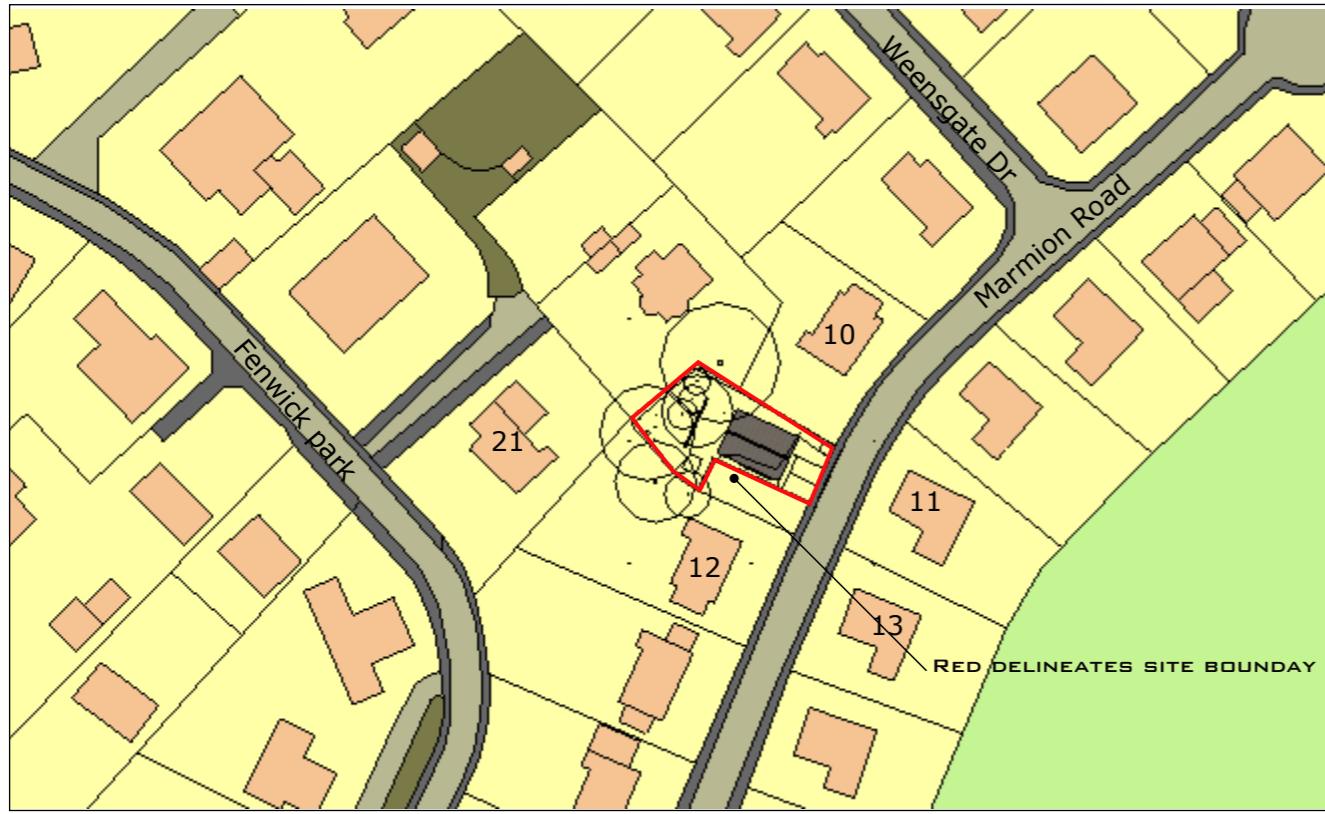 Weensgate Dr
Marmion Road
10
Fenwick park
21
11
12
13
RED DELINEATES SITE BOUNDAY